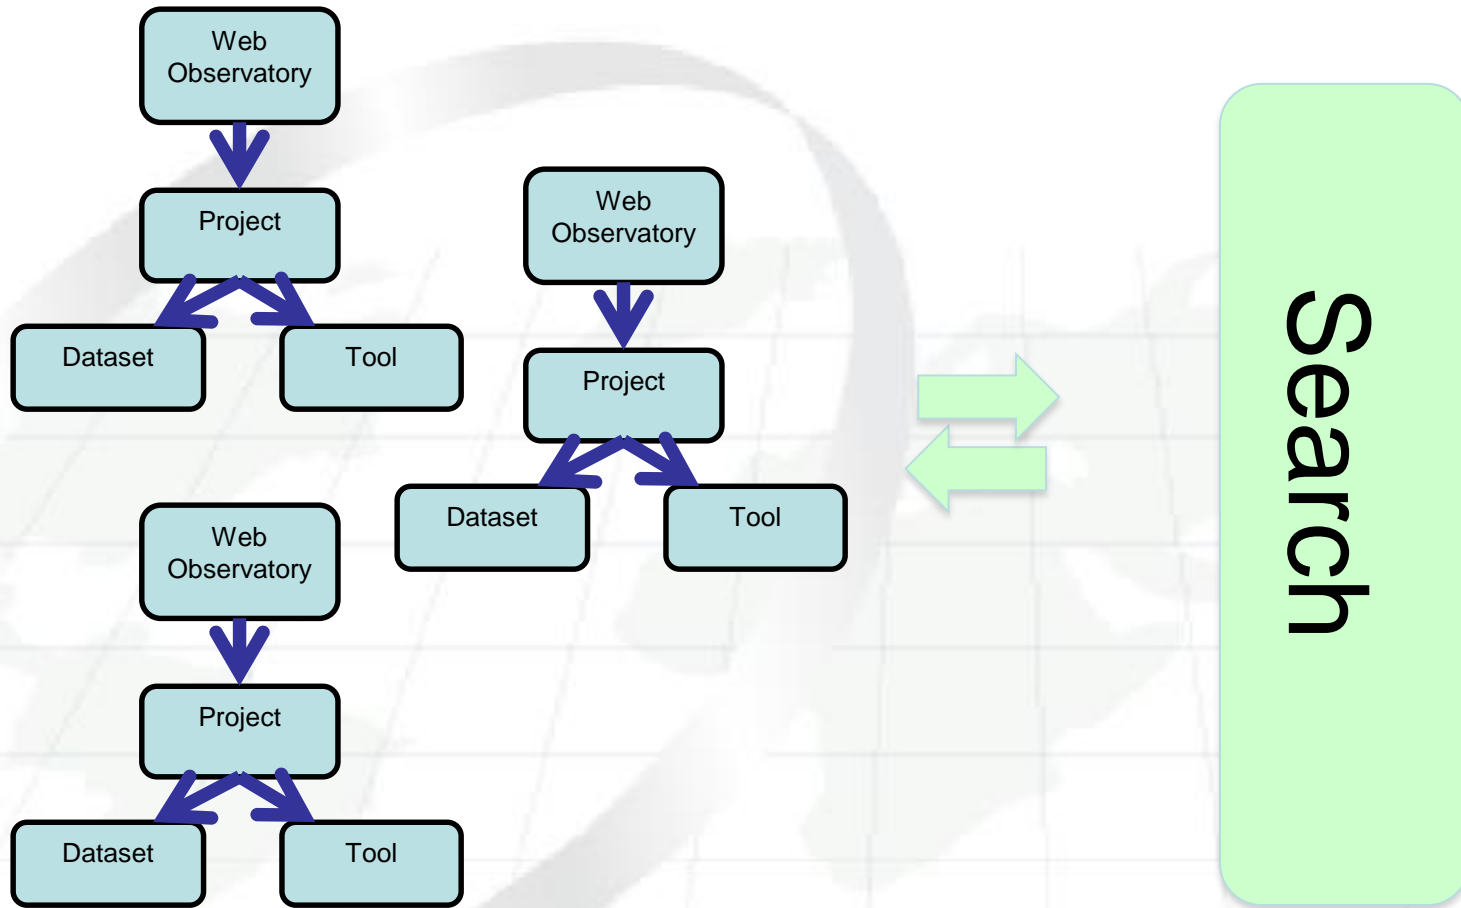 Web
Observatory
Project
Dataset
Tool
Web
Observatory
Project
Dataset
Tool
Web
Observatory
Project
Dataset
Tool
Search